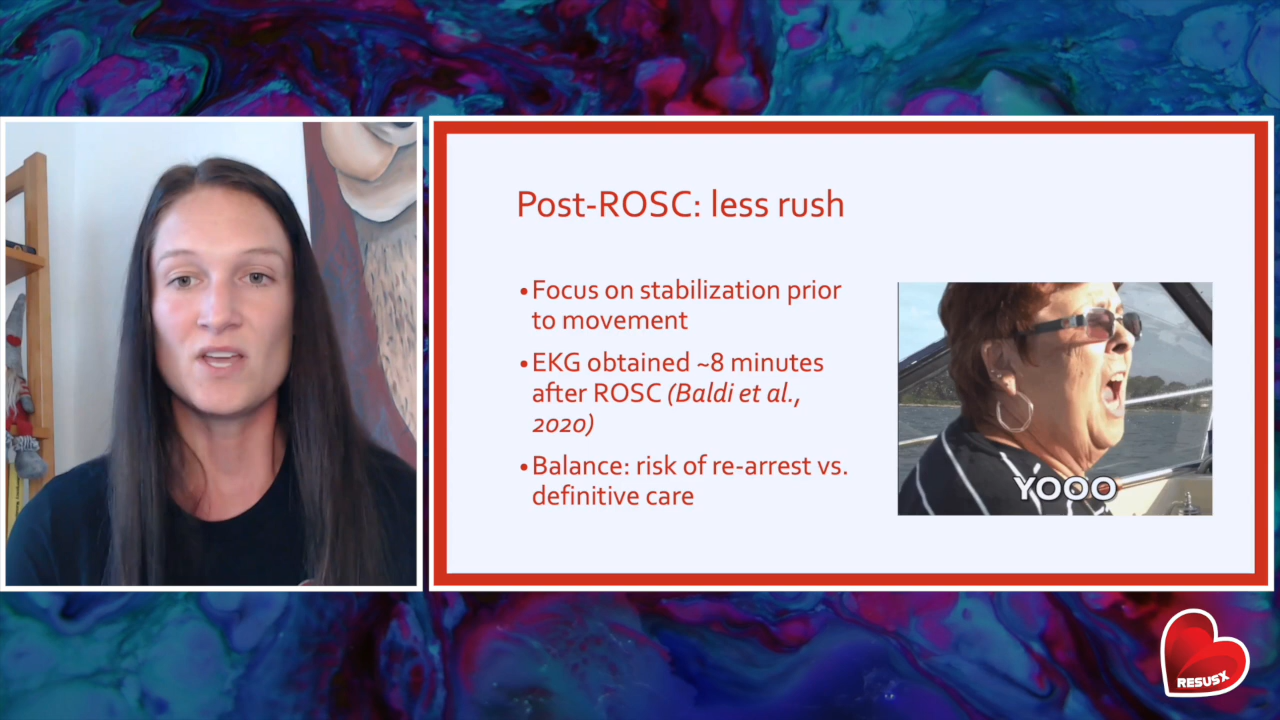 Post-ROSC: less rush
•Focus on stabilization prior
to movement
•EKG obtained ~8 minutes
after ROSC (Baldi et al.,
2020)
•Balance: risk of re-arrest vs.
definitive care
YOOO
RESUSX